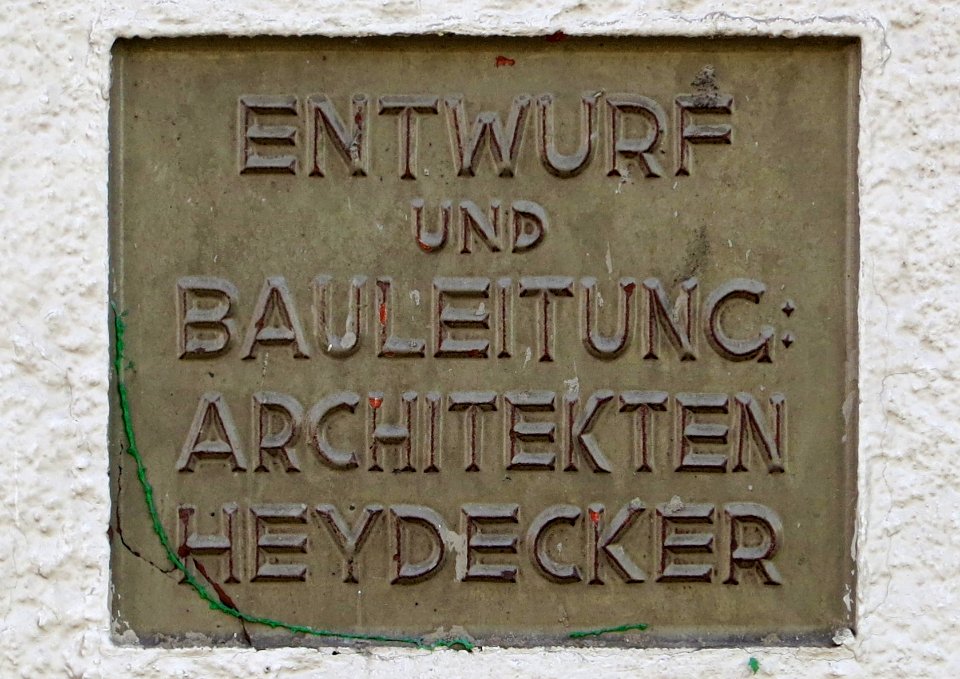 ENTWURF
UND
BAULEITUNG:
ARCHITEKTEN
HEYDECKER